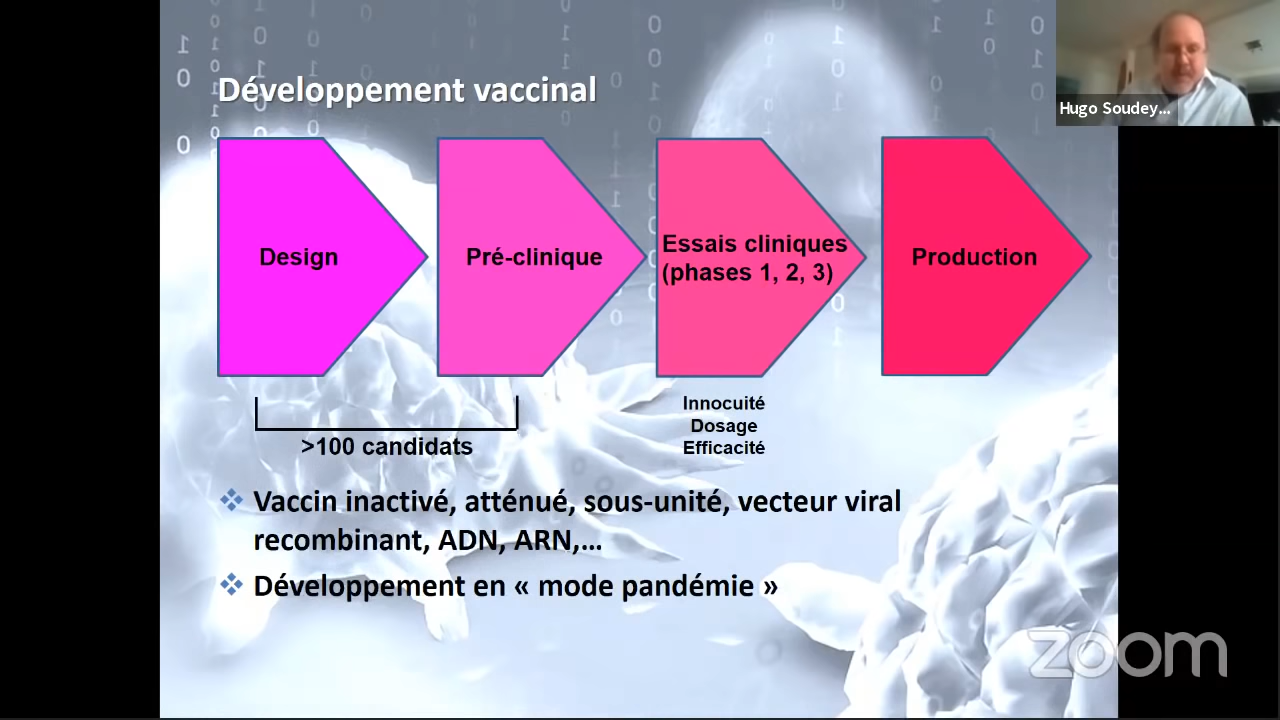 Développement vaccinal
Hugo Soudey...
Design
Pré-clinique
Essais cliniques
(phases 1, 2, 3)
Production
>100 candidats
Innocuité
Dosage
Efficacité
Vaccin inactivé, atténué, sous-unité, vecteur viral
recombinant, ADN, ARN,...
Développement en « mode pandémie »
zoom